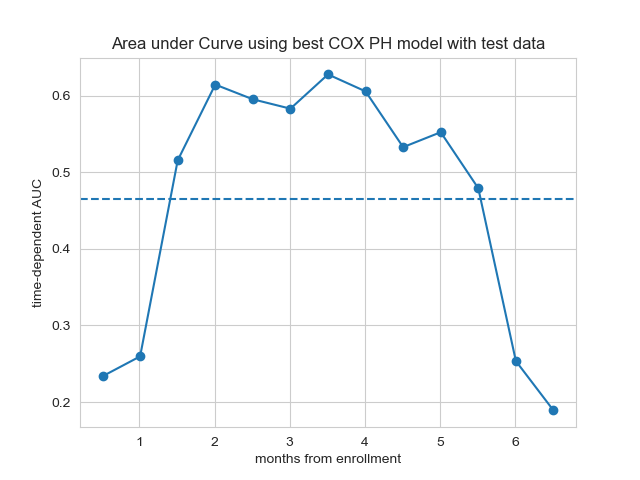 Area under Curve using best COX PH model with test data
time-dependent AUC
0.6
0.5
0.4
0.3
0.2
1 2 3 4 5 6
months from enrollment